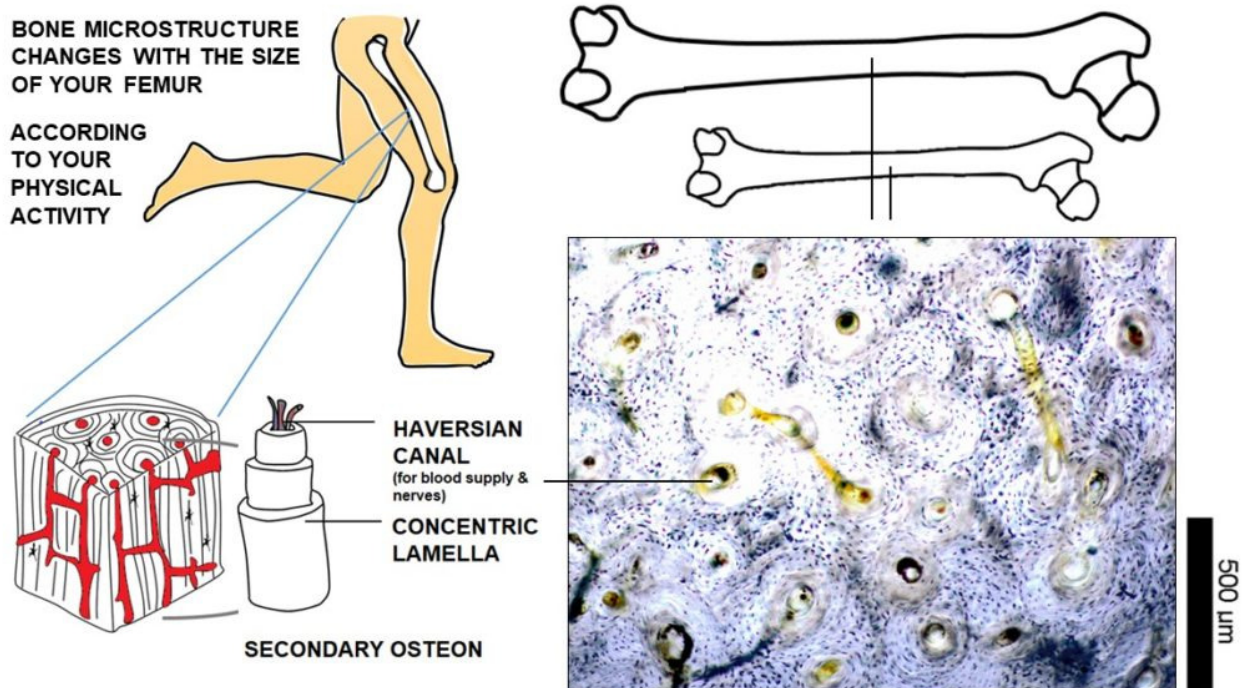 BONE MICROSTRUCTURE
CHANGES WITH THE SIZE
OF YOUR FEMUR
ACCORDING
TO YOUR
PHYSICAL
ACTIVITY
HAVERSIAN
CANAL
(for blood supply &
nerves)
CONCENTRIC
LAMELLA
SECONDARY OSTEON
500 µm